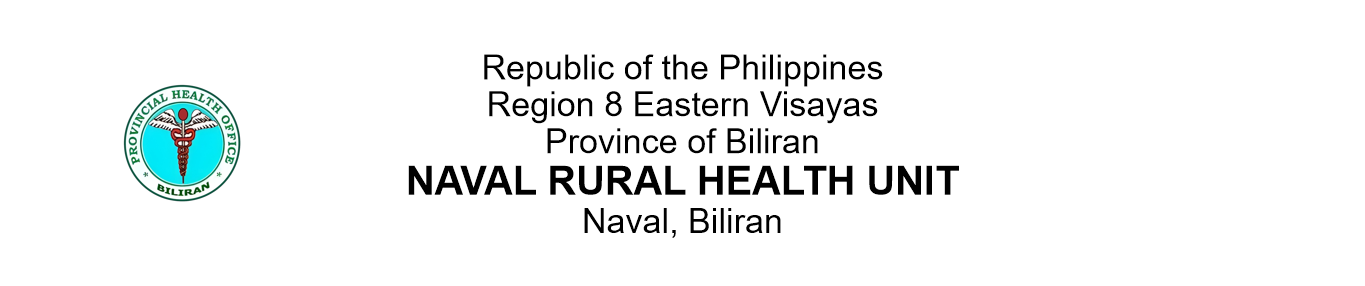 PROVINCIAL HEALTH OFFICE
* BILIRAN *
Republic of the Philippines
Region 8 Eastern Visayas
Province of Biliran
NAVAL RURAL HEALTH UNIT
Naval, Biliran